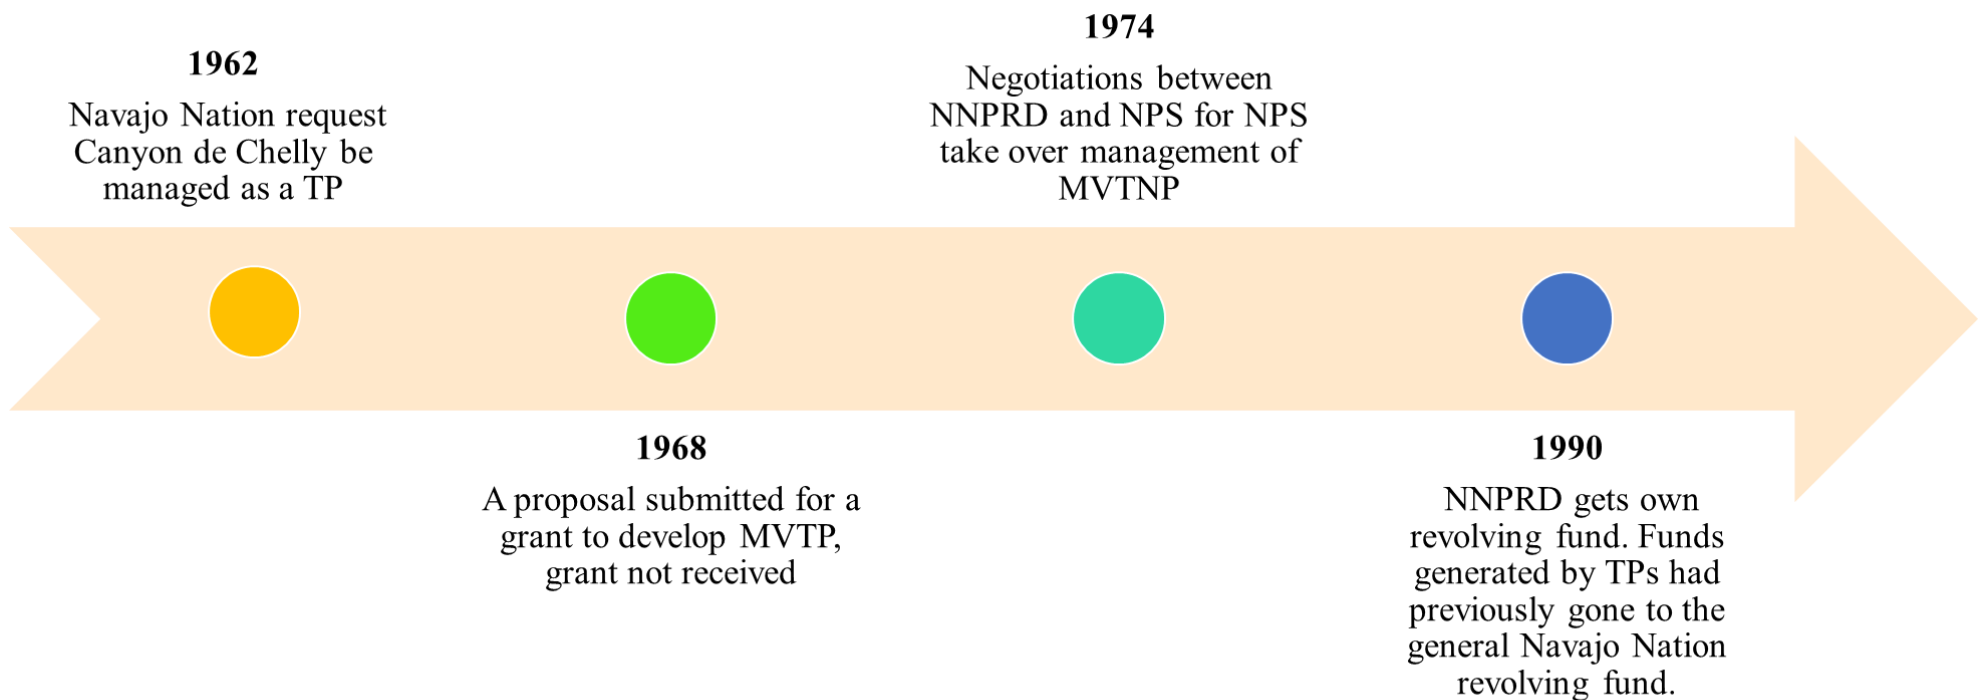 1962
Navajo Nation request
Canyon de Chelly be
managed as a TP
1968
A proposal submitted for a
grant to develop MVTP,
grant not received
1974
Negotiations between
NNPRD and NPS for NPS
take over management of
MVTNP
1990
NNPRD gets own
revolving fund. Funds
generated by TPs had
previously gone to the
general Navajo Nation
revolving fund.